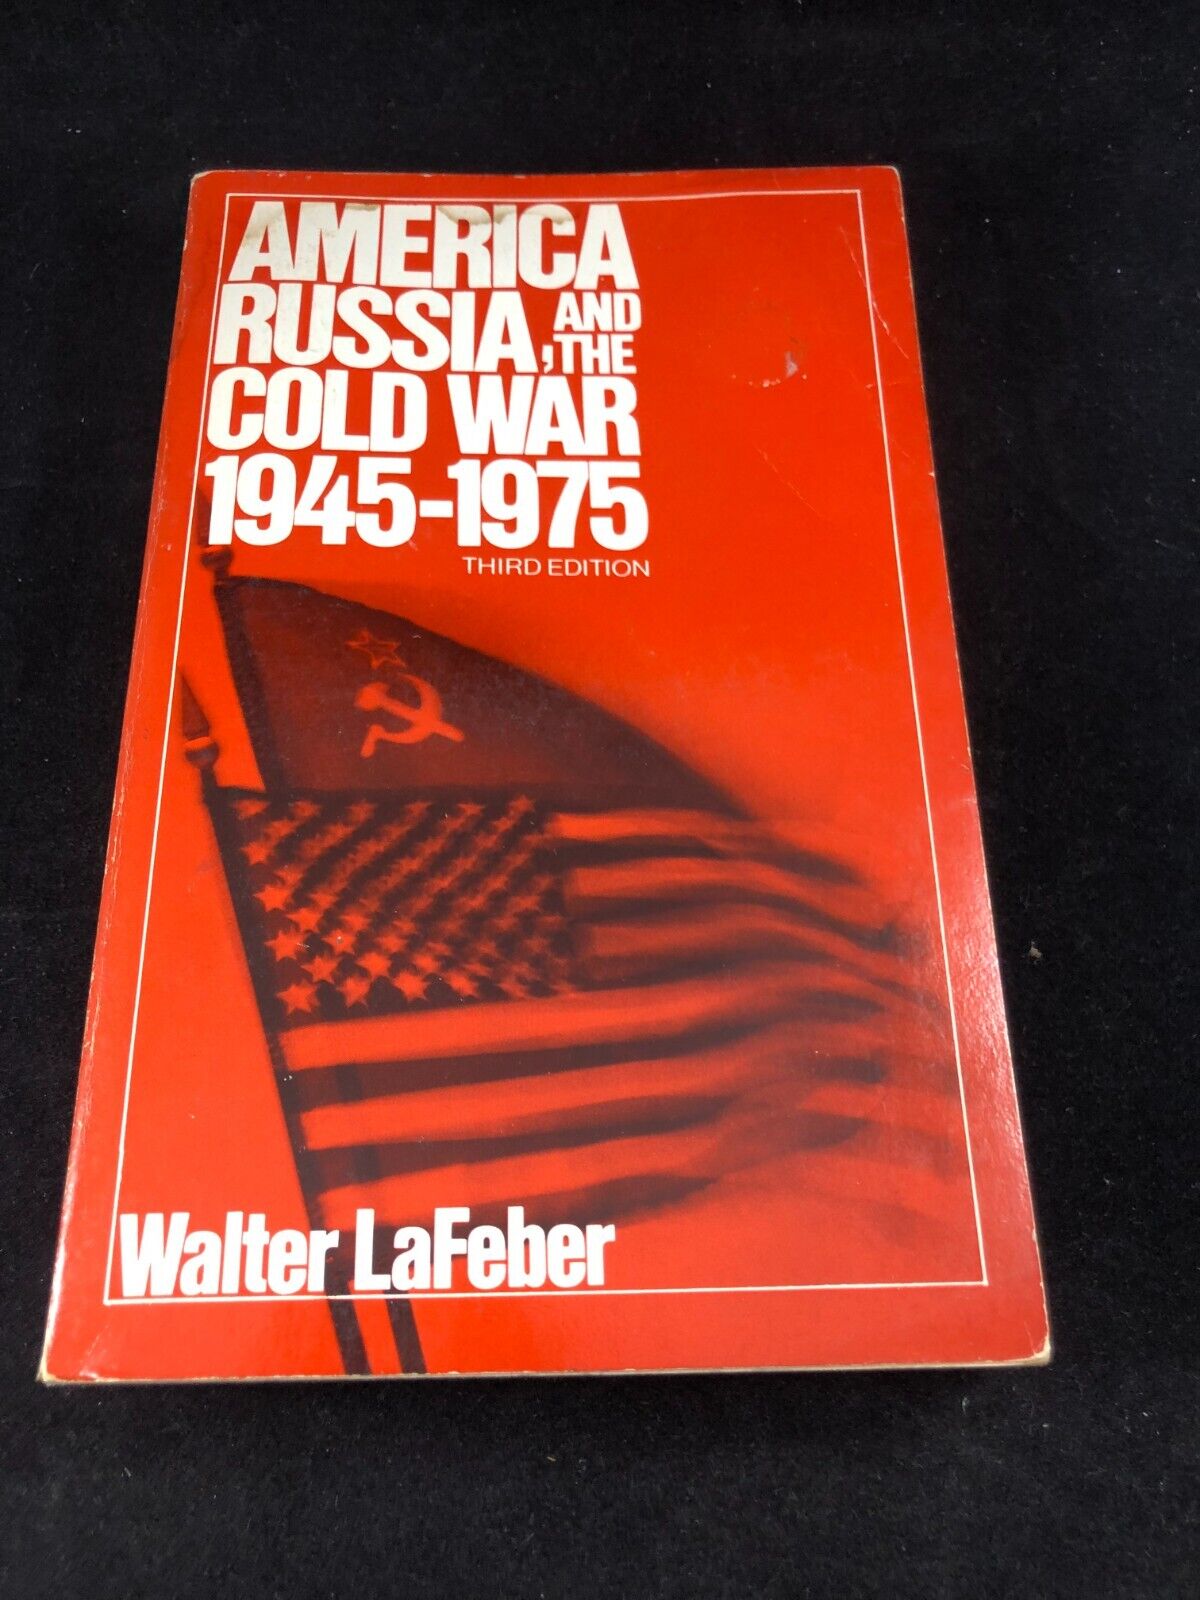 AMERICA
RUSSIA, AND
THE
COLD WAR
1945-1975
THIRD EDITION
Walter LaFeber